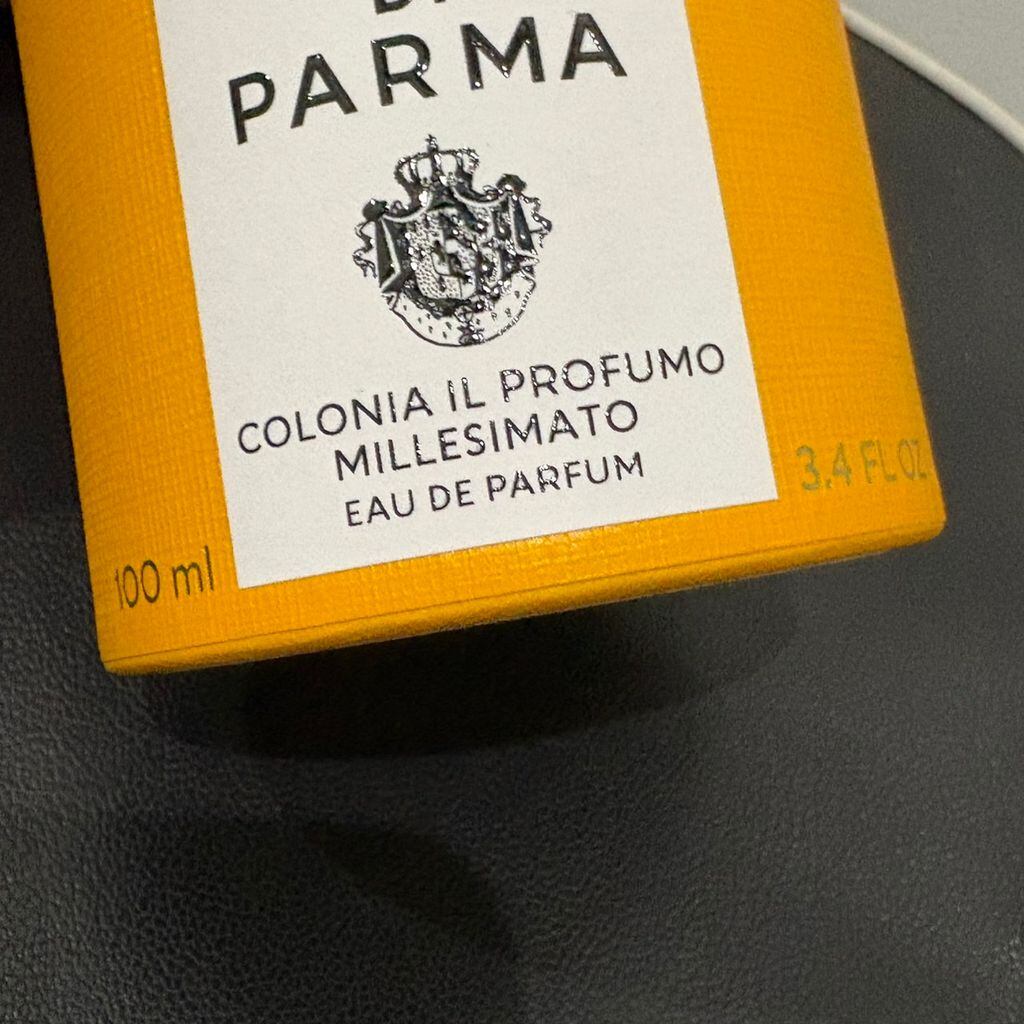 PARMA
COLONIA IL PROFUMO
MILLESIMATO
EAU DE PARFUM
100 ml
3.4 FL OZ